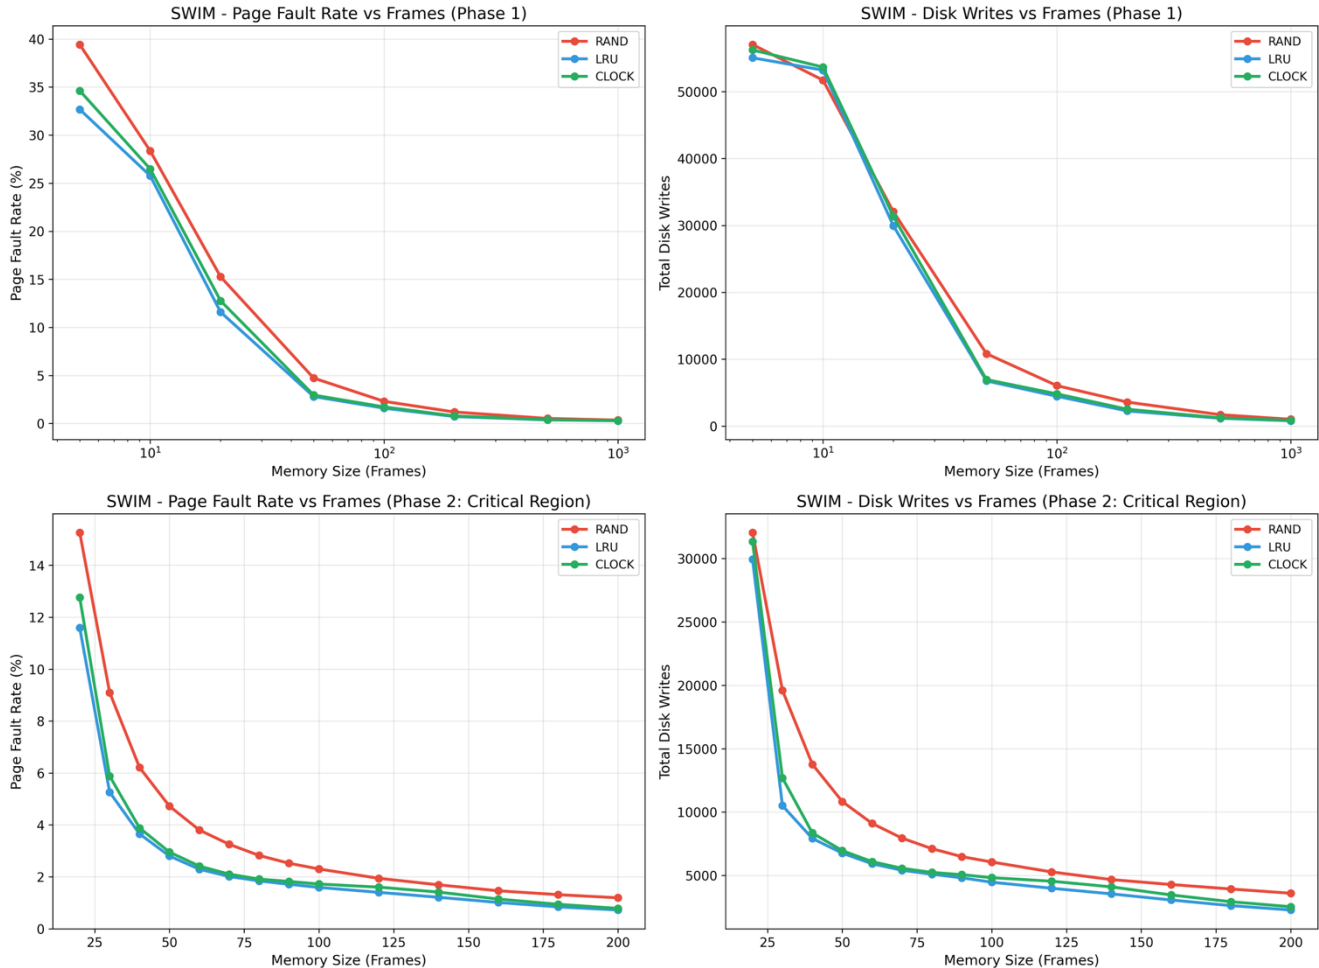 SWIM - Page Fault Rate vs Frames (Phase 1)
40
35
30
25
20
15
10
5
0
Page Fault Rate (%)
RAND
LRU
CLOCK
10¹
10²
10³
Memory Size (Frames)
SWIM - Disk Writes vs Frames (Phase 1)
50000
40000
30000
20000
10000
0
Total Disk Writes
RAND
LRU
CLOCK
10¹
10²
10³
Memory Size (Frames)
SWIM - Page Fault Rate vs Frames (Phase 2: Critical Region)
14
12
10
8
6
4
2
0
Page Fault Rate (%)
RAND
LRU
CLOCK
25
50
75
100
125
150
175
200
Memory Size (Frames)
SWIM - Disk Writes vs Frames (Phase 2: Critical Region)
30000
25000
20000
15000
10000
5000
Total Disk Writes
RAND
LRU
CLOCK
25
50
75
100
125
150
175
200
Memory Size (Frames)